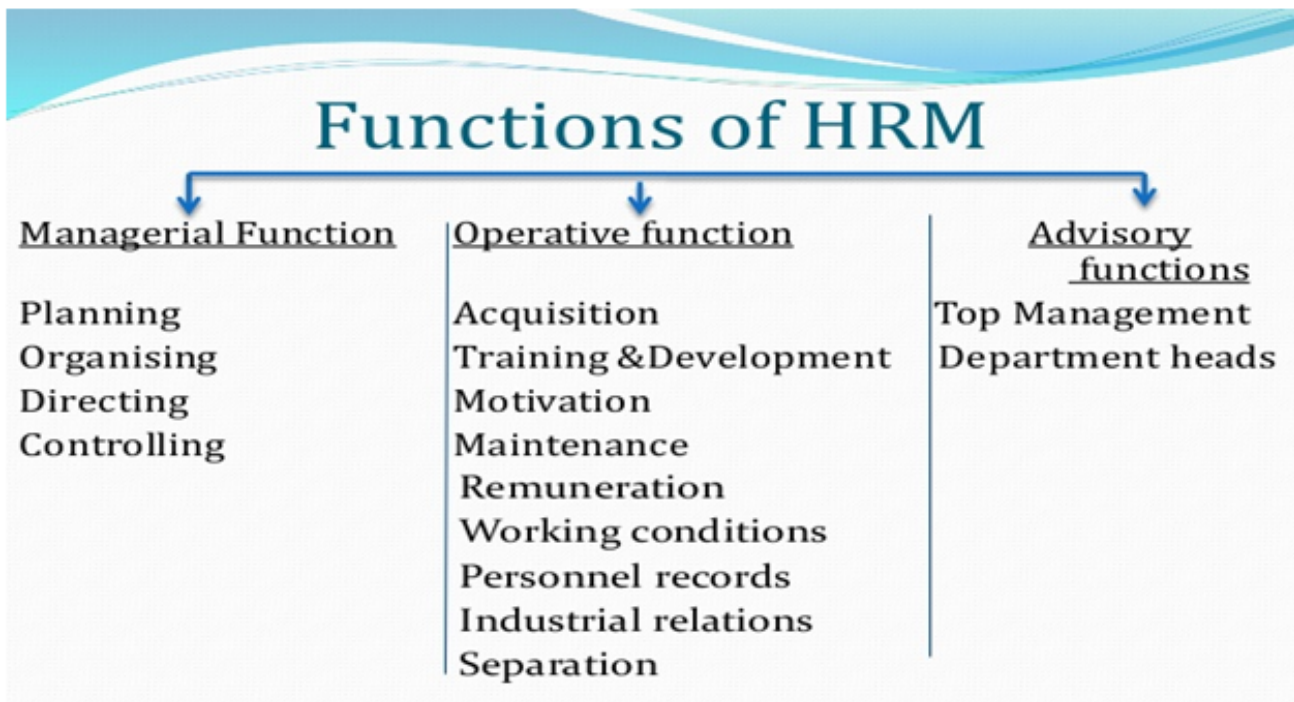 Functions of HRM
Managerial Function
Planning
Organising
Directing
Controlling
Operative function
Acquisition
Training &Development
Motivation
Maintenance
Remuneration
Working conditions
Personnel records
Industrial relations
Separation
Advisory
functions
Top Management
Department heads